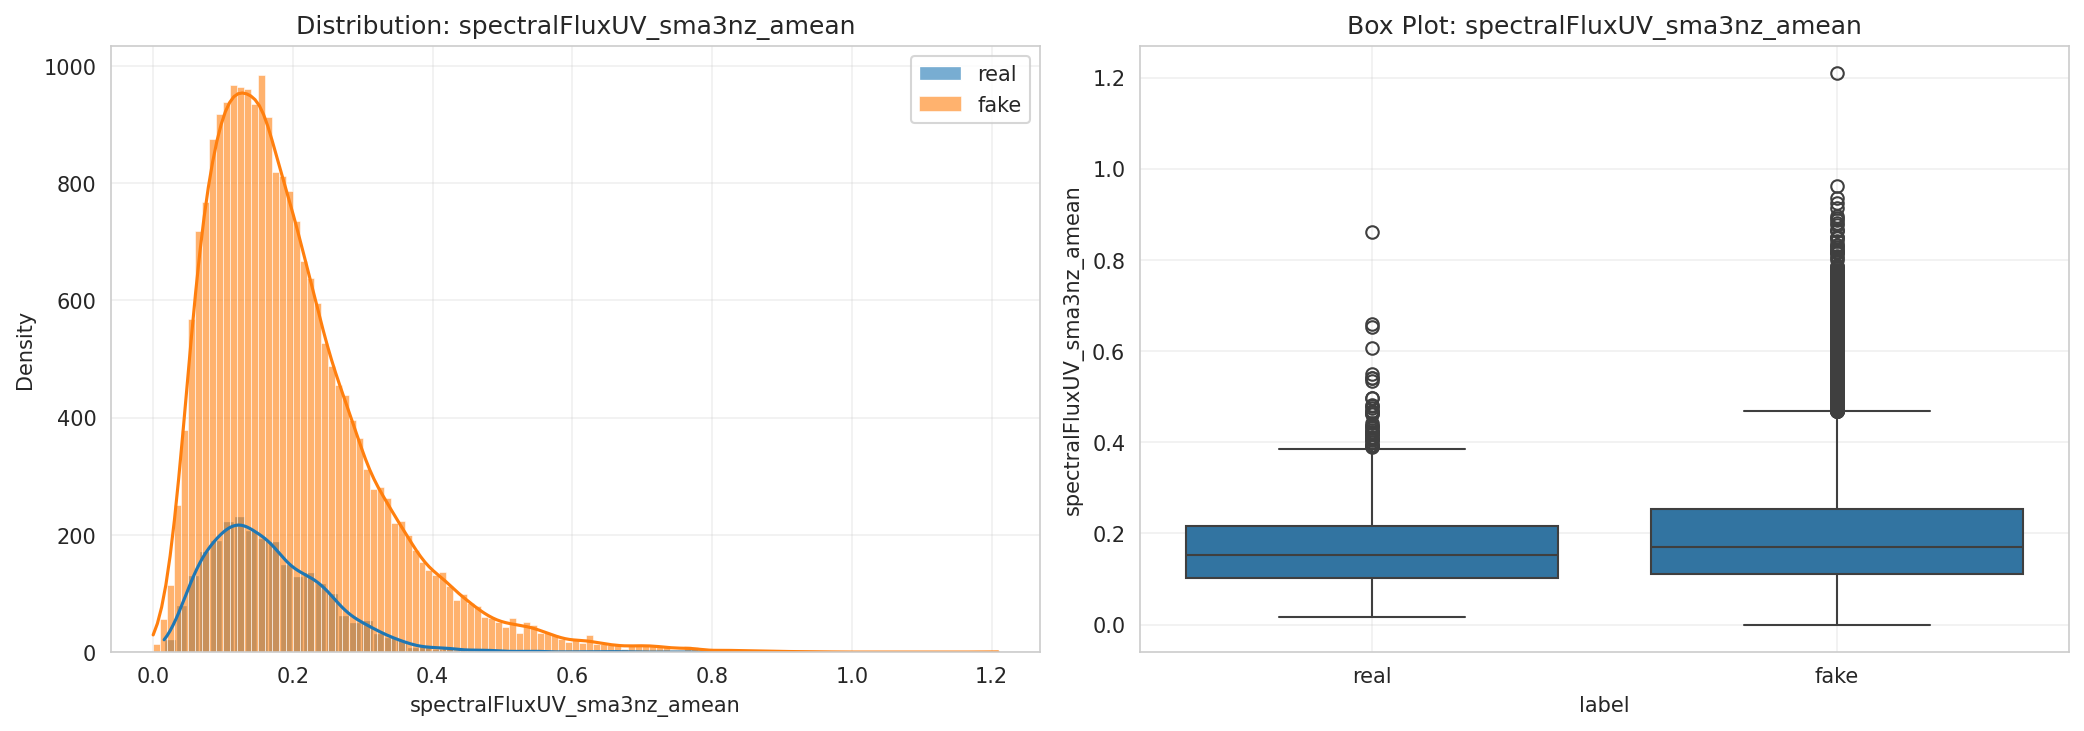 Distribution: spectralFluxUV_sma3nz_amean
real
fake
Density
1000
800
600
400
200
0
0.0 0.2 0.4 0.6 0.8 1.0 1.2
spectralFluxUV_sma3nz_amean
Box Plot: spectralFluxUV_sma3nz_amean
spectralFluxUV_sma3nz_amean
1.2
1.0
0.8
0.6
0.4
0.2
0.0
real fake
label